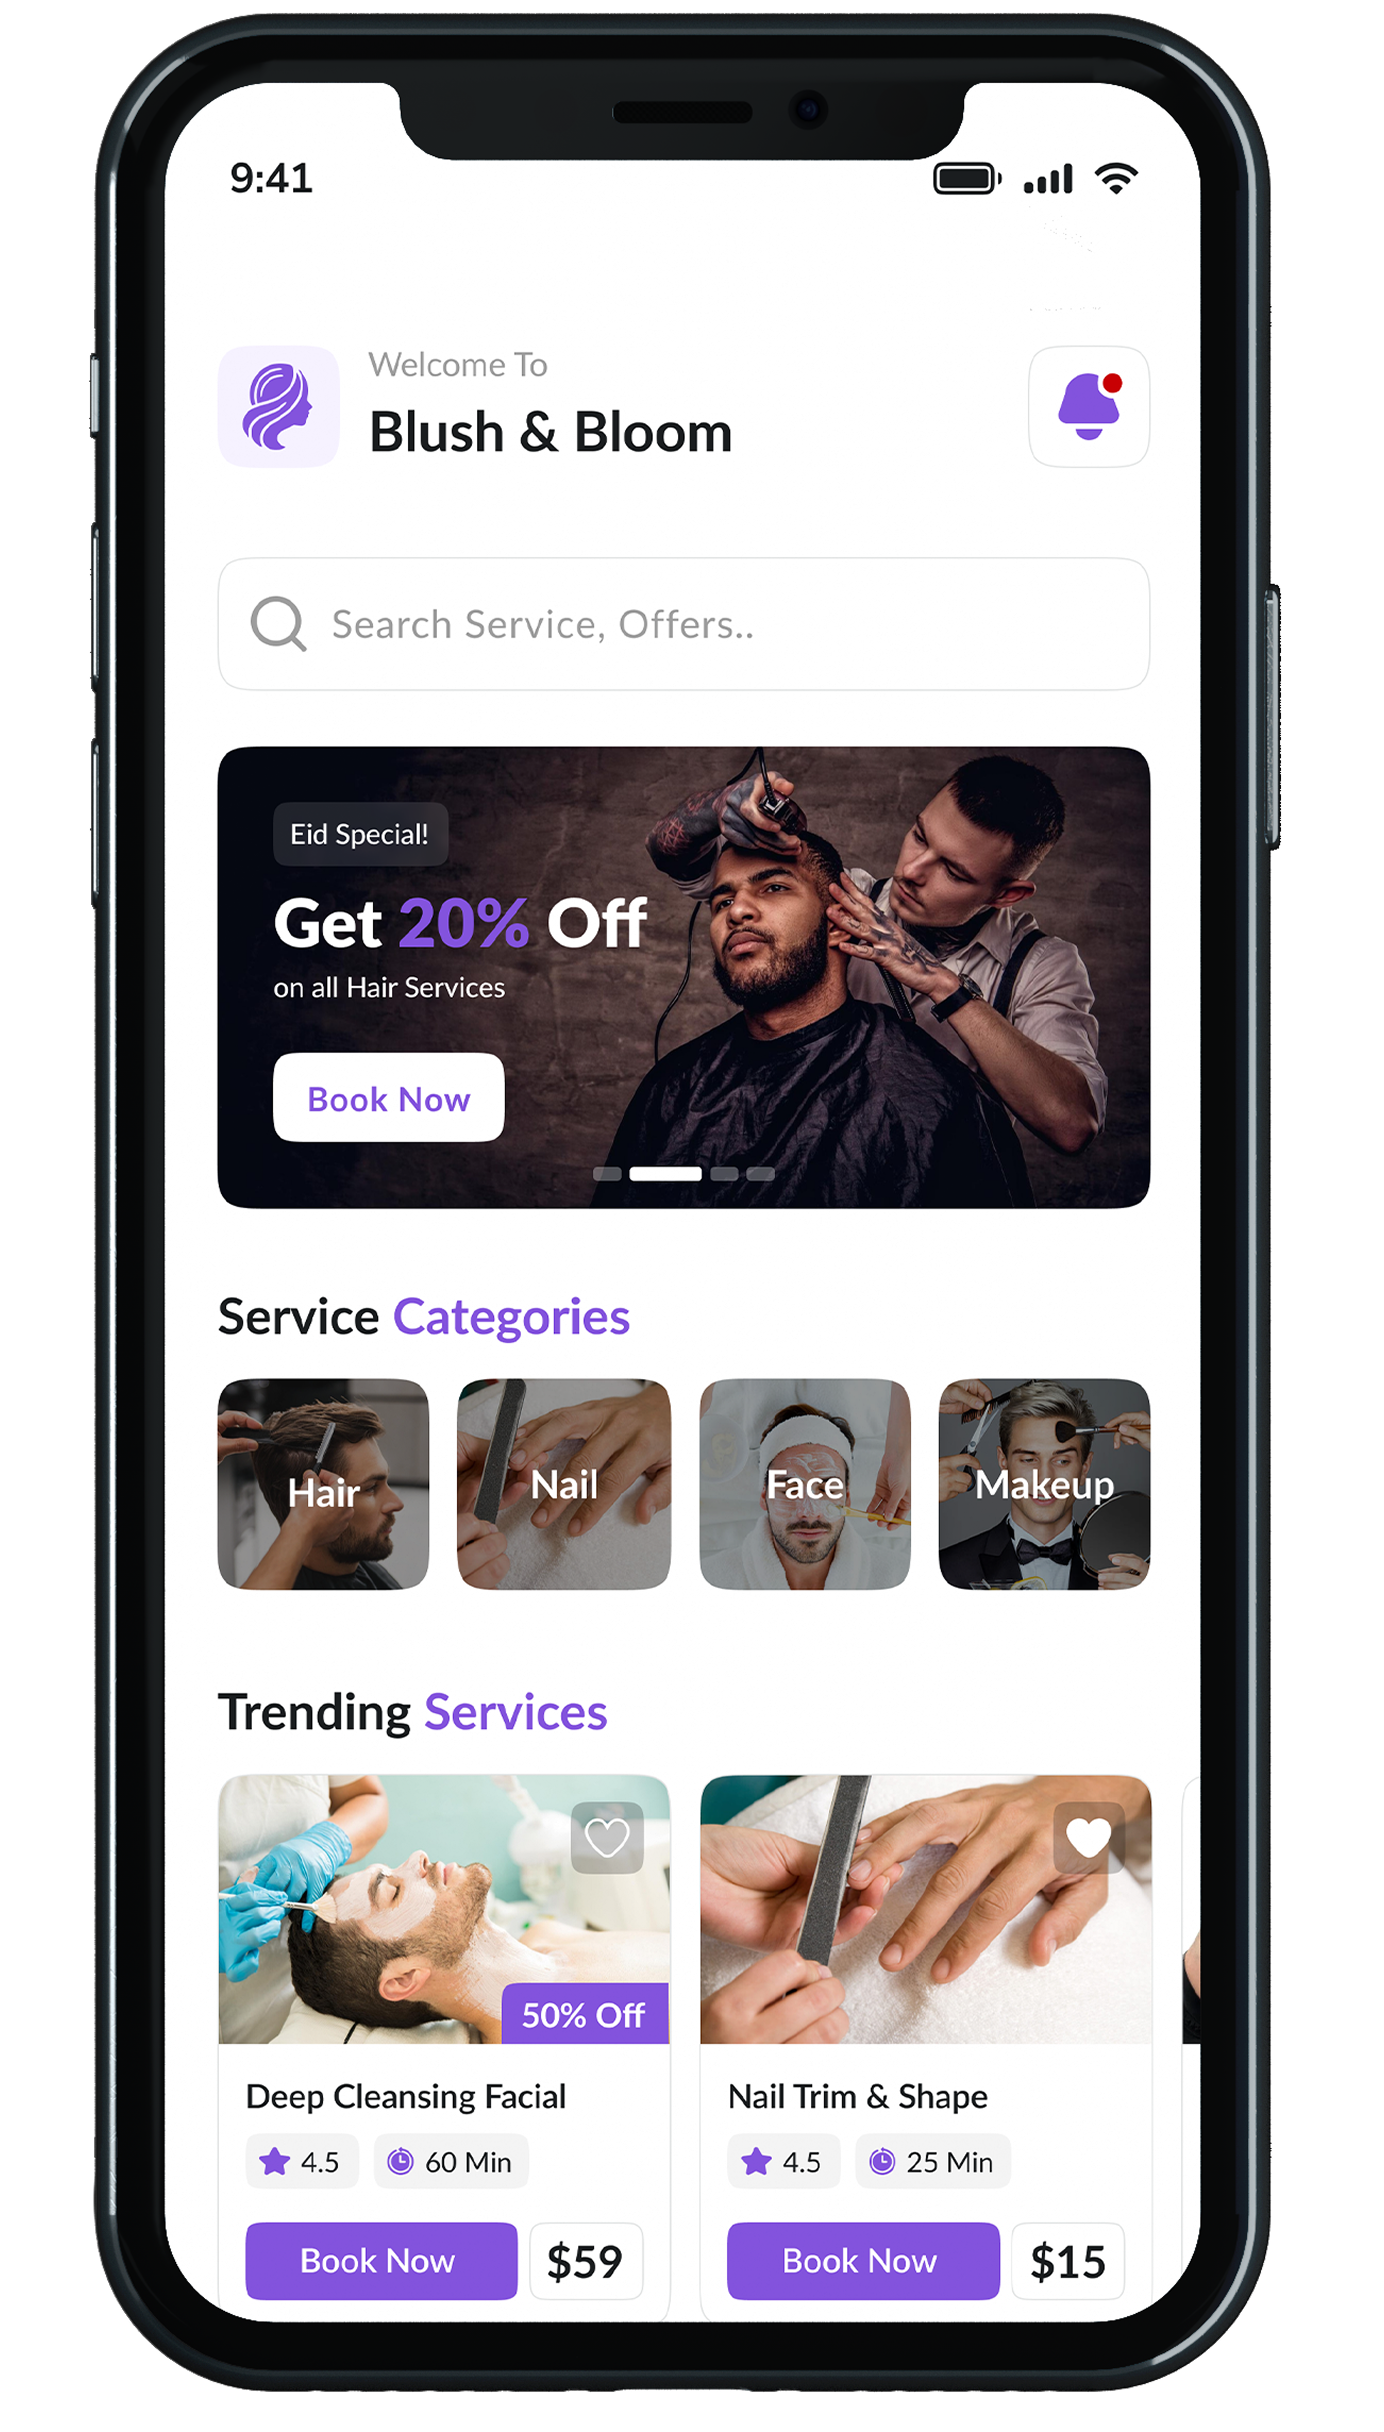 9:41
Welcome To
Blush & Bloom
Search Service, Offers..
Eid Special!
Get 20% Off
on all Hair Services
Book Now
Service Categories
Hair
Nail
Face
Makeup
Trending Services
50% Off
Deep Cleansing Facial
4.5
60 Min
Book Now
$59
Nail Trim & Shape
4.5
25 Min
Book Now
$15